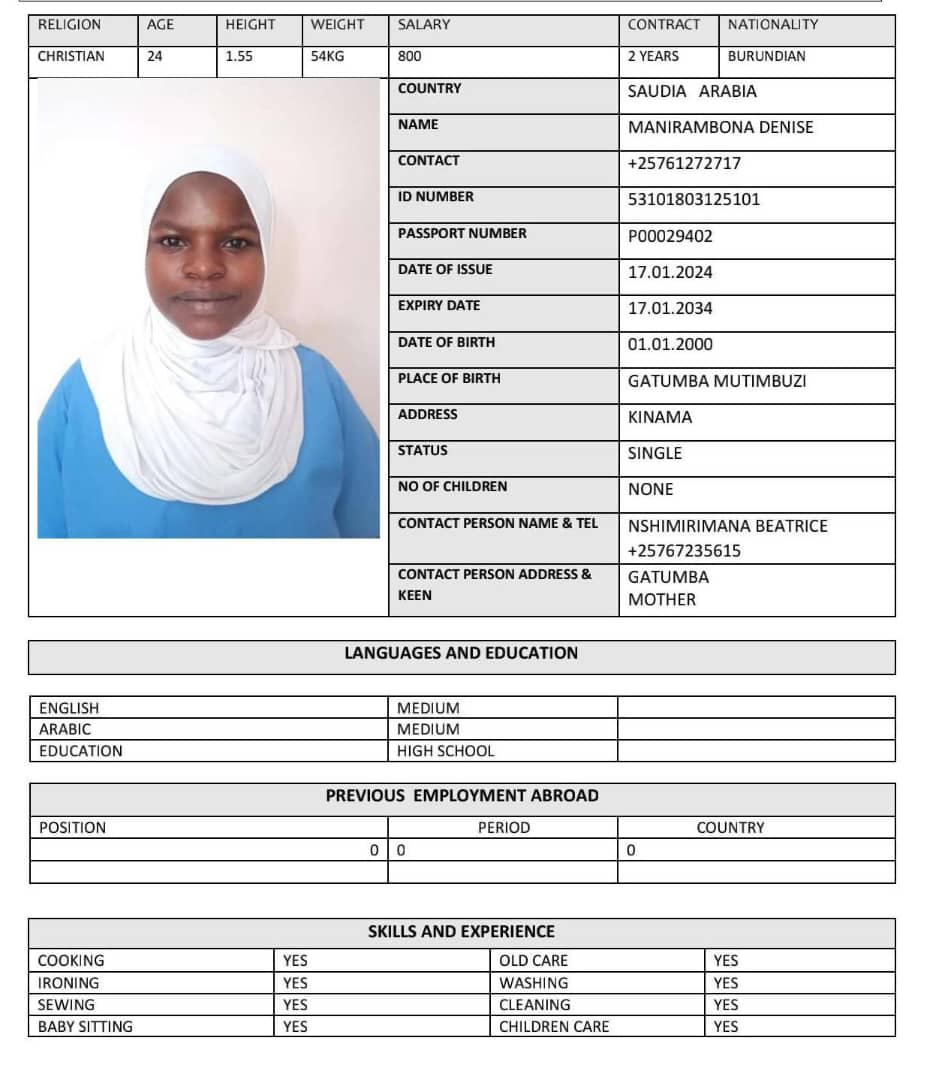 RELIGION AGE HEIGHT WEIGHT SALARY CONTRACT NATIONALITY
CHRISTIAN 24 1.55 54KG 800 2 YEARS BURUNDIAN
COUNTRY SAUDIA ARABIA
NAME MANIRAMBONA DENISE
CONTACT +25761272717
ID NUMBER 53101803125101
PASSPORT NUMBER P00029402
DATE OF ISSUE 17.01.2024
EXPIRY DATE 17.01.2034
DATE OF BIRTH 01.01.2000
PLACE OF BIRTH GATUMBA MUTIMBUZI
ADDRESS KINAMA
STATUS SINGLE
NO OF CHILDREN NONE
CONTACT PERSON NAME & TEL NSHIMIRIMANA BEATRICE
+25767235615
CONTACT PERSON ADDRESS & GATUMBA
KEEN MOTHER
LANGUAGES AND EDUCATION
ENGLISH MEDIUM
ARABIC MEDIUM
EDUCATION HIGH SCHOOL
PREVIOUS EMPLOYMENT ABROAD
POSITION PERIOD COUNTRY
0 0 0
SKILLS AND EXPERIENCE
COOKING YES OLD CARE YES
IRONING YES WASHING YES
SEWING YES CLEANING YES
BABY SITTING YES CHILDREN CARE YES